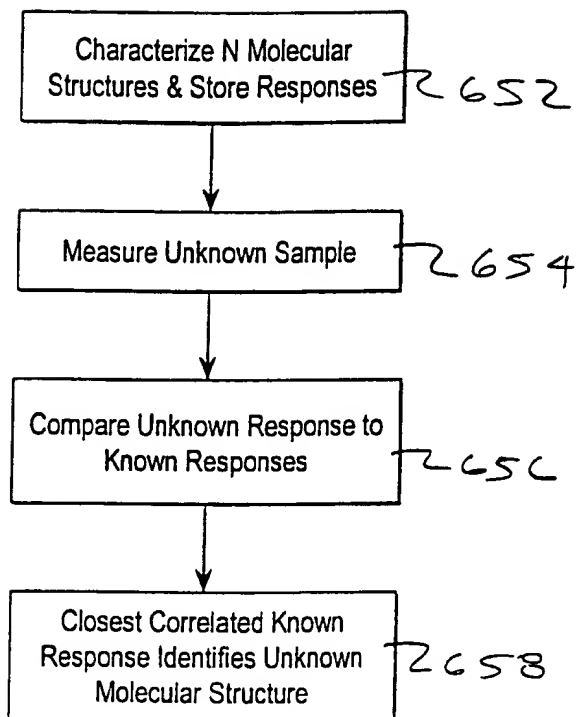 Characterize N Molecular
Structures & Store Responses
652
Measure Unknown Sample
654
Compare Unknown Response to
Known Responses
656
Closest Correlated Known
Response Identifies Unknown
Molecular Structure
658